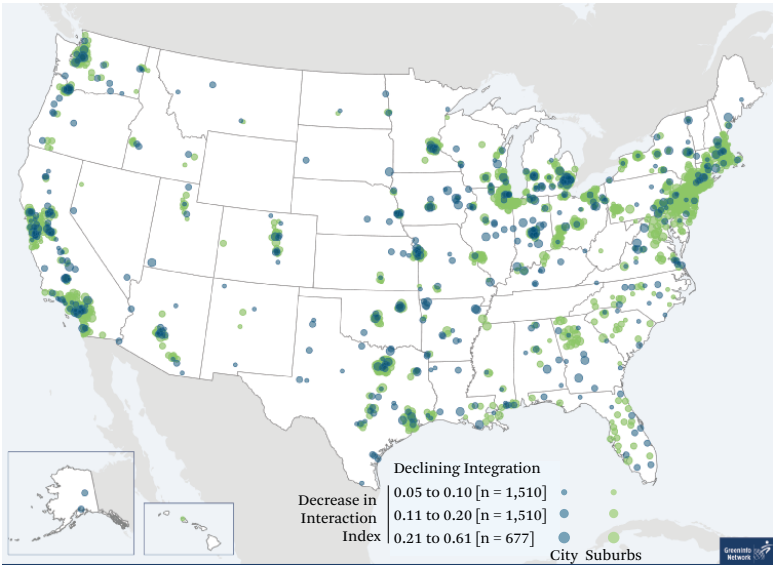 Declining Integration
Decrease in
Interaction
Index
0.05 to 0.10 [n = 1,510]
0.11 to 0.20 [n = 1,510]
0.21 to 0.61 [n = 677]
City Suburbs
GreenInfo
Network